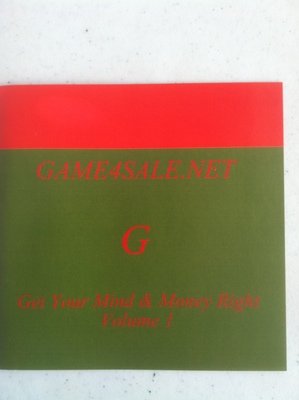 GAME4SALE.NET
G
Get Your Mind & Money Right
Volume 1